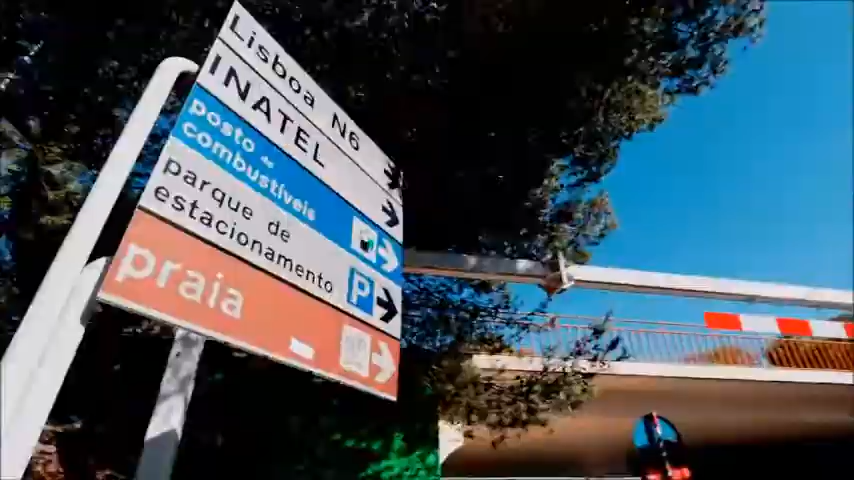 Lisboa N6
INATEL
posto de
combustíveis
parque de
estacionamento P
praia